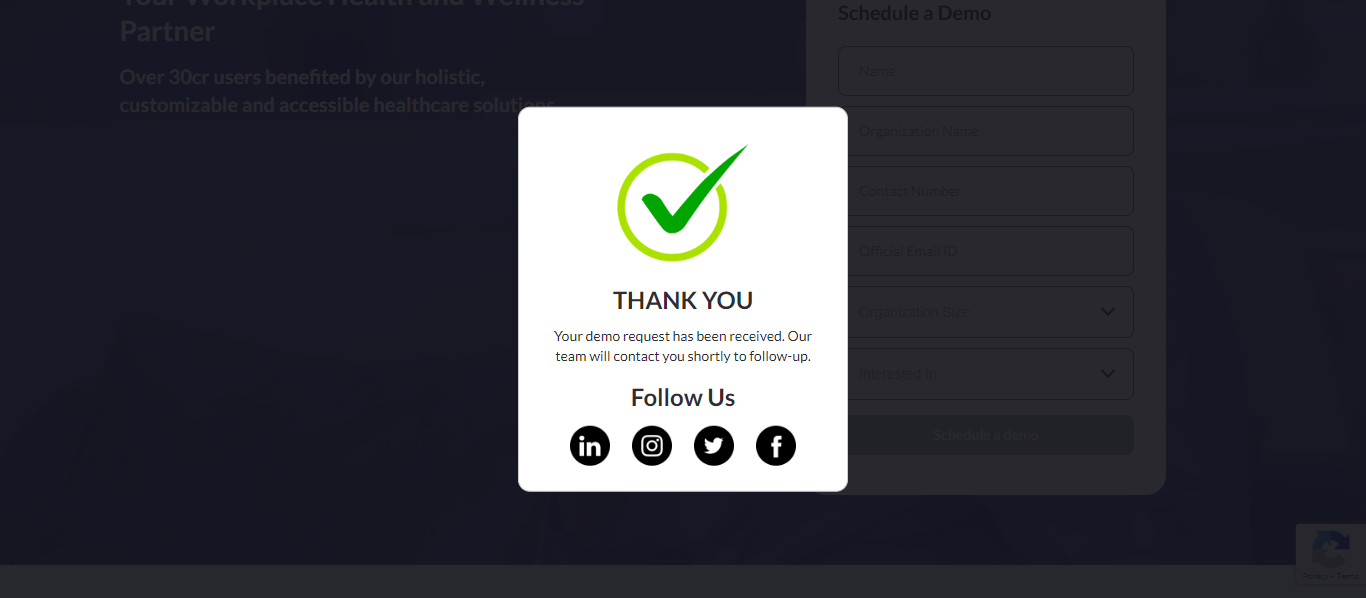 Your Workplace Health and Wellness
Partner
Over 30cr users benefited by our holistic,
customizable and accessible healthcare solutions
Schedule a Demo
Name
Organization Name
Contact Number
Official Email ID
Organization Size
Interested In
Schedule a demo
THANK YOU
Your demo request has been received. Our
team will contact you shortly to follow-up.
Follow Us
Privacy - Terms